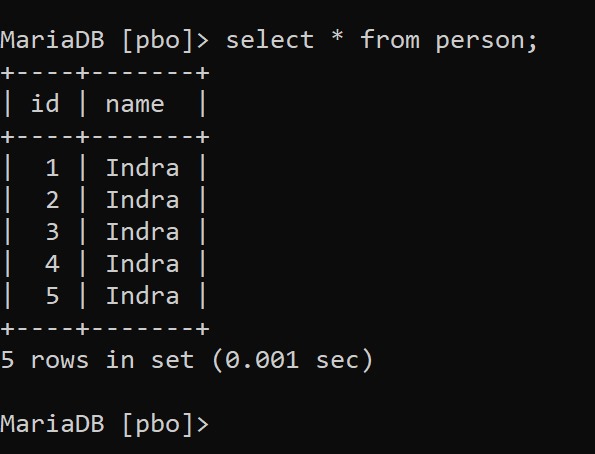 MariaDB [pbo]> select * from person;
+----+-------+
| id | name  |
+----+-------+
|  1 | Indra |
|  2 | Indra |
|  3 | Indra |
|  4 | Indra |
|  5 | Indra |
+----+-------+
5 rows in set (0.001 sec)
MariaDB [pbo]>